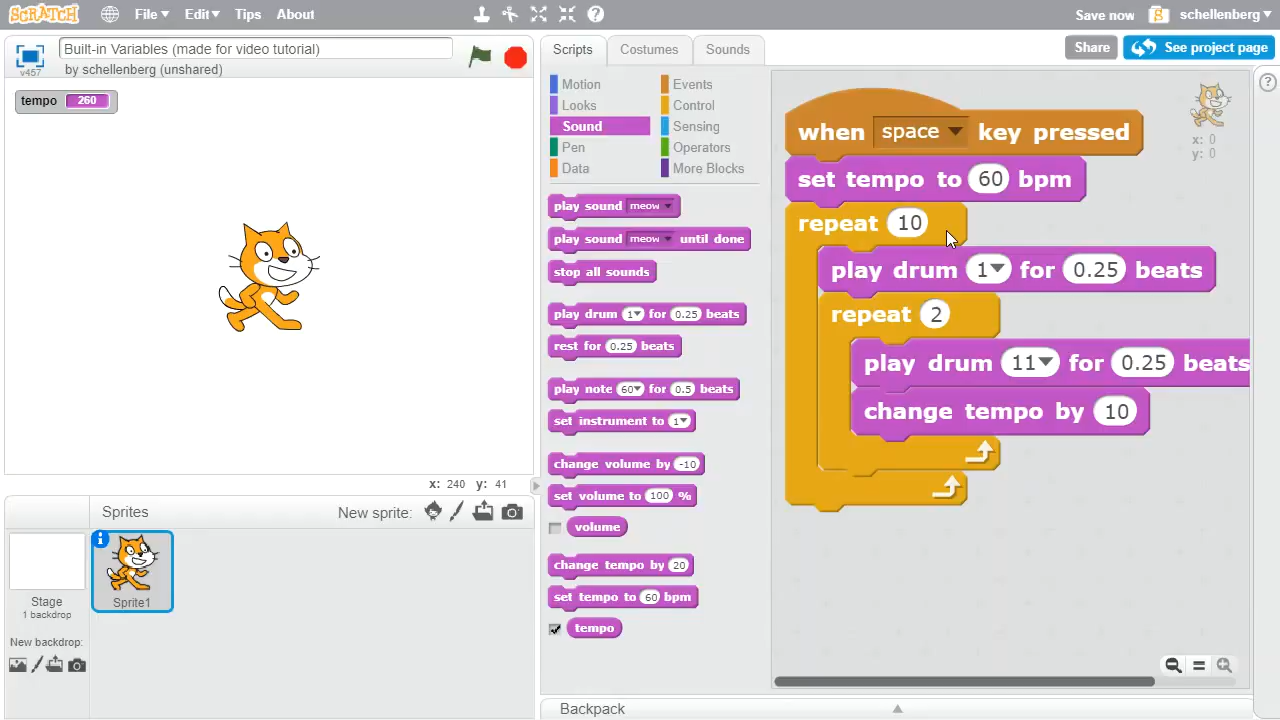 SCRATCH File Edit Tips About Save now schellenberg
v457
Built-in Variables (made for video tutorial)
by schellenberg (unshared)
Scripts Costumes Sounds
Share See project page
tempo 260
Motion Events
Looks Control
Sound Sensing
Pen Operators
Data More Blocks
play sound meow
play sound meow until done
stop all sounds
play drum 1 for 0.25 beats
rest for 0.25 beats
play note 60 for 0.5 beats
set instrument to 1
change volume by -10
set volume to 100 %
volume
change tempo by 20
set tempo to 60 bpm
tempo
when space key pressed
set tempo to 60 bpm
repeat 10
play drum 1 for 0.25 beats
repeat 2
play drum 11 for 0.25 beats
change tempo by 10
x: 0
y: 0
x: 240 y: 41
Sprites New sprite:
Stage
1 backdrop
New backdrop:
Sprite1
Backpack